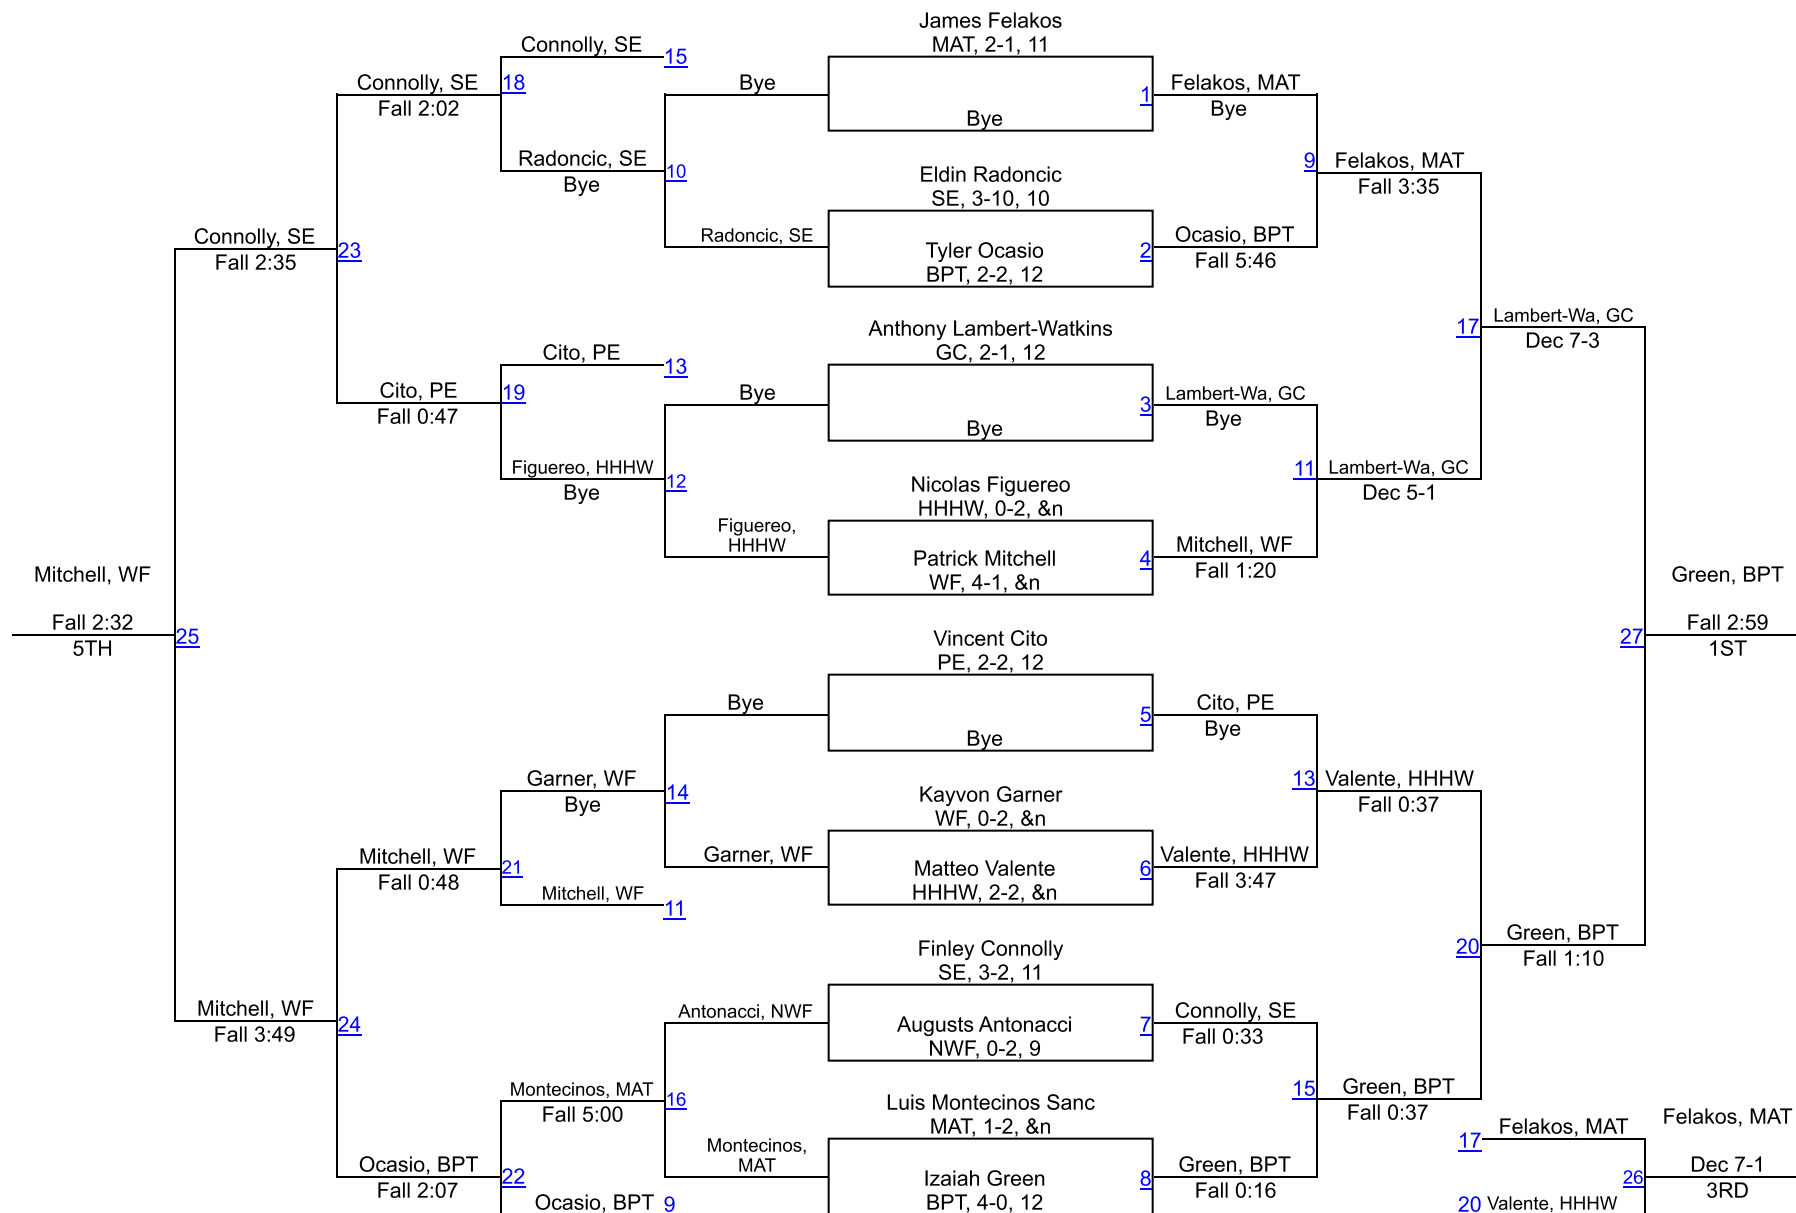 James Felakos
MAT, 2-1, 11
Connolly, SE
15
Connolly, SE
18
Bye
1
Felakos, MAT
Fall 2:02
Bye
Bye
Radoncic, SE
10
9
Felakos, MAT
Bye
Fall 3:35
Eldin Radoncic
SE, 3-10, 10
Connolly, SE
23
Radoncic, SE
Tyler Ocasio
2
Ocasio, BPT
Fall 2:35
BPT, 2-2, 12
Fall 5:46
Anthony Lambert-Watkins
GC, 2-1, 12
17
Lambert-Wa, GC
Dec 7-3
Cito, PE
13
Cito, PE
19
Bye
3
Lambert-Wa, GC
Fall 0:47
Bye
Bye
Figuereo, HHHW
12
11
Lambert-Wa, GC
Bye
Dec 5-1
Nicolas Figuereo
HHHW, 0-2, &n
Figuereo,
HHHW
Patrick Mitchell
4
Mitchell, WF
WF, 4-1, &n
Fall 1:20
Mitchell, WF
Green, BPT
Fall 2:32
25
27
Fall 2:59
5TH
1ST
Vincent Cito
PE, 2-2, 12
Bye
5
Cito, PE
Bye
Bye
Garner, WF
14
13
Valente, HHHW
Bye
Fall 0:37
Kayvon Garner
WF, 0-2, &n
Mitchell, WF
21
Garner, WF
Matteo Valente
6
Valente, HHHW
Fall 0:48
HHHW, 2-2, &n
Fall 3:47
Mitchell, WF
11
Finley Connolly
SE, 3-2, 11
20
Green, BPT
Fall 1:10
Mitchell, WF
24
Antonacci, NWF
Augusts Antonacci
7
Connolly, SE
Fall 3:49
NWF, 0-2, 9
Fall 0:33
Montecinos, MAT
16
15
Green, BPT
Fall 5:00
Fall 0:37
Luis Montecinos Sanc
MAT, 1-2, &n
17
Felakos, MAT
Felakos, MAT
Montecinos,
MAT
Ocasio, BPT
22
Izaiah Green
8
Green, BPT
26
Dec 7-1
Fall 2:07
BPT, 4-0, 12
Fall 0:16
3RD
Ocasio, BPT
9
20
Valente, HHHW